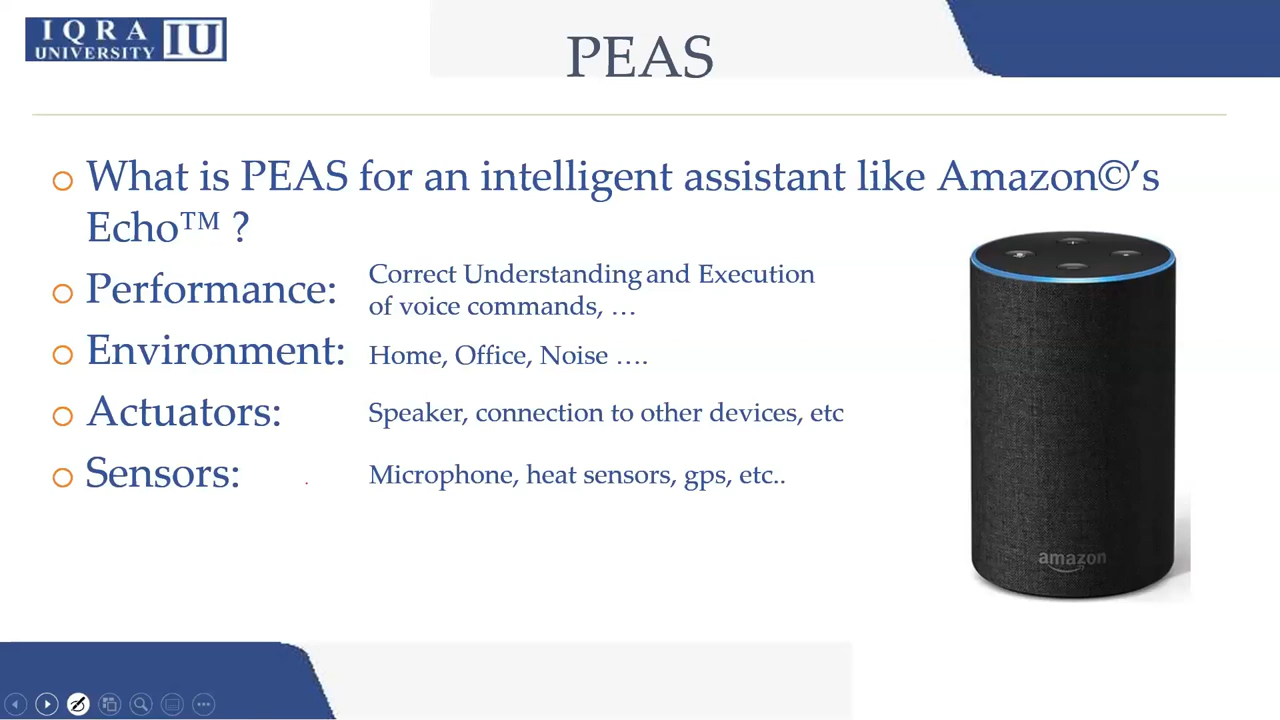 IQRA
UNIVERSITY IU
PEAS
What is PEAS for an intelligent assistant like Amazon©’s
Echo™ ?
Performance: Correct Understanding and Execution
of voice commands, …
Environment: Home, Office, Noise ….
Actuators: Speaker, connection to other devices, etc
Sensors: Microphone, heat sensors, gps, etc..
amazon